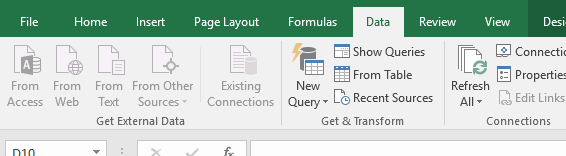 File Home Insert Page Layout Formulas Data Review View Desi
From Access
From Web
From Text
From Other Sources
Existing Connections
Get External Data
New Query
Show Queries
From Table
Recent Sources
Get & Transform
Refresh All
Connectio
Properties
Edit Links
Connections
D10
fx